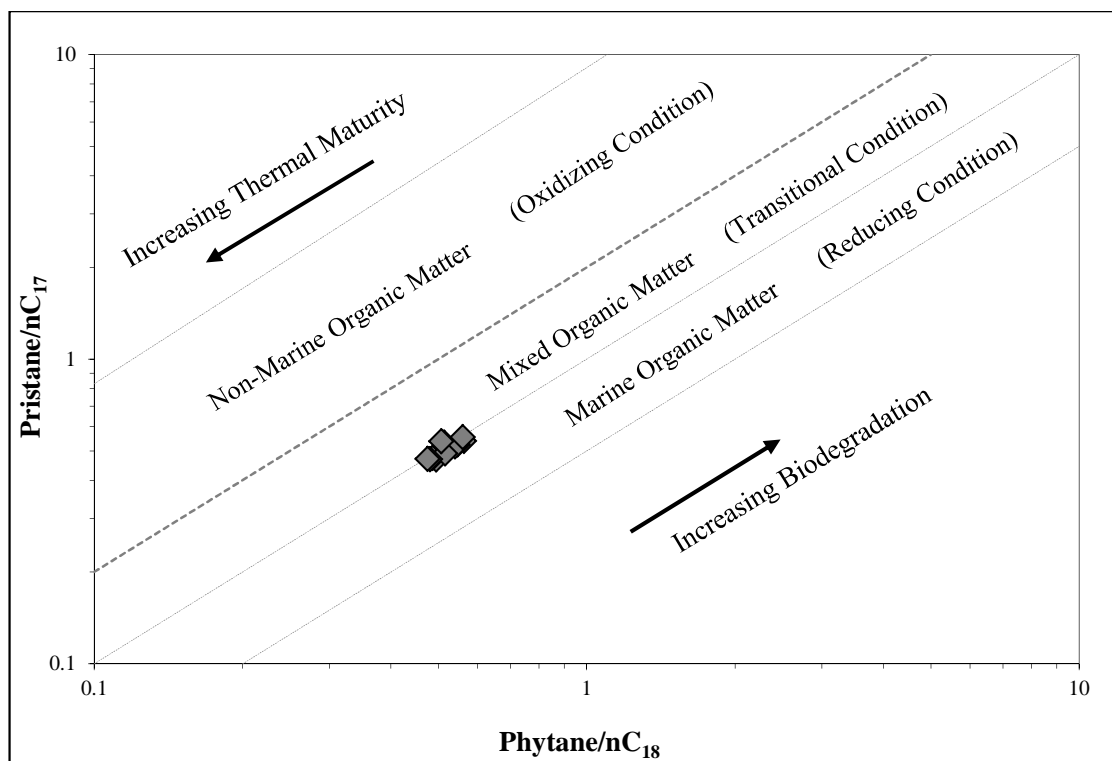 10
Increasing Thermal Maturity
(Oxidizing Condition)
(Transitional Condition)
(Reducing Condition)
Non-Marine Organic Matter
Mixed Organic Matter
Marine Organic Matter
1
Pristane/nC₁₇
Increasing Biodegradation
0.1
0.1
1
10
Phytane/nC₁₈